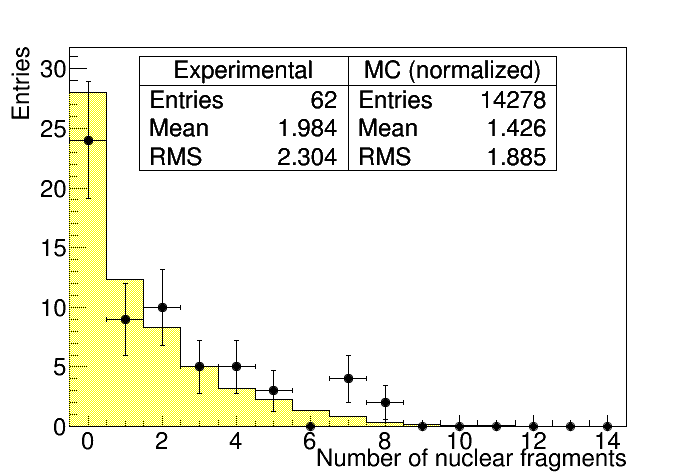 Entries
30
25
20
15
10
5
0
Experimental MC (normalized)
Entries 62 Entries 14278
Mean 1.984 Mean 1.426
RMS 2.304 RMS 1.885
0 2 4 6 8 10 12 14
Number of nuclear fragments